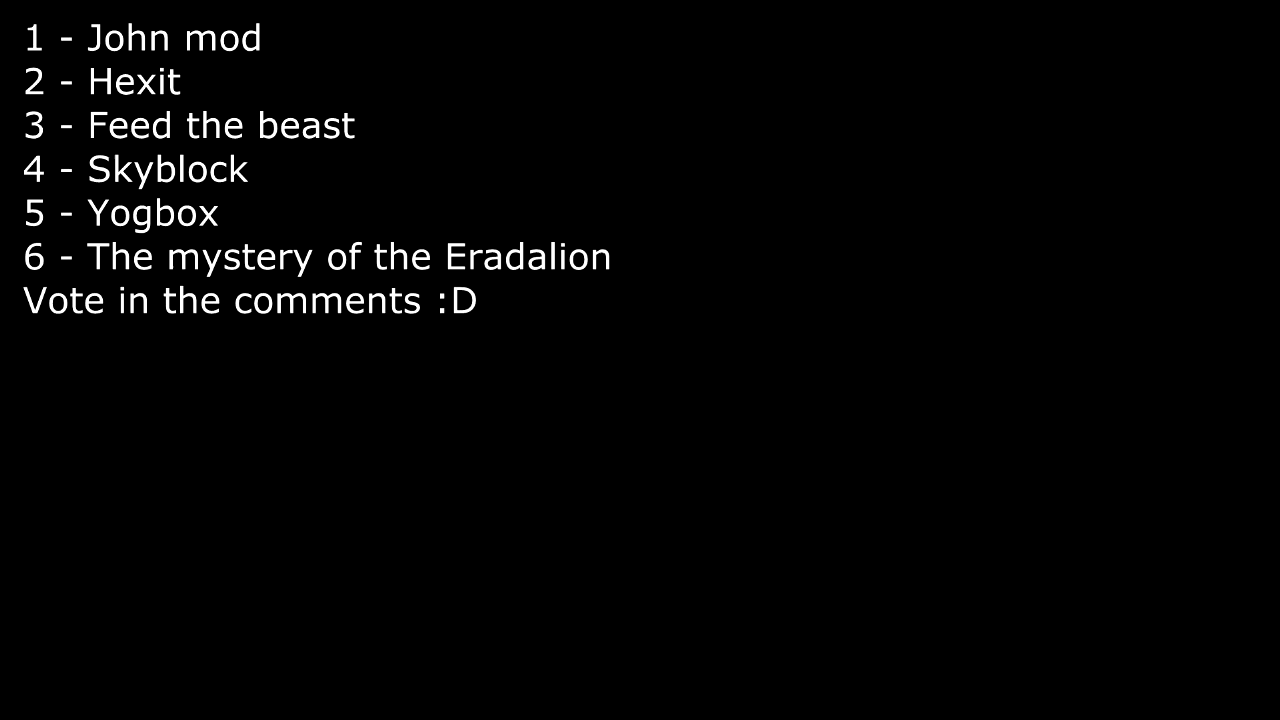 1 - John mod
2 - Hexit
3 - Feed the beast
4 - Skyblock
5 - Yogbox
6 - The mystery of the Eradalion
Vote in the comments :D